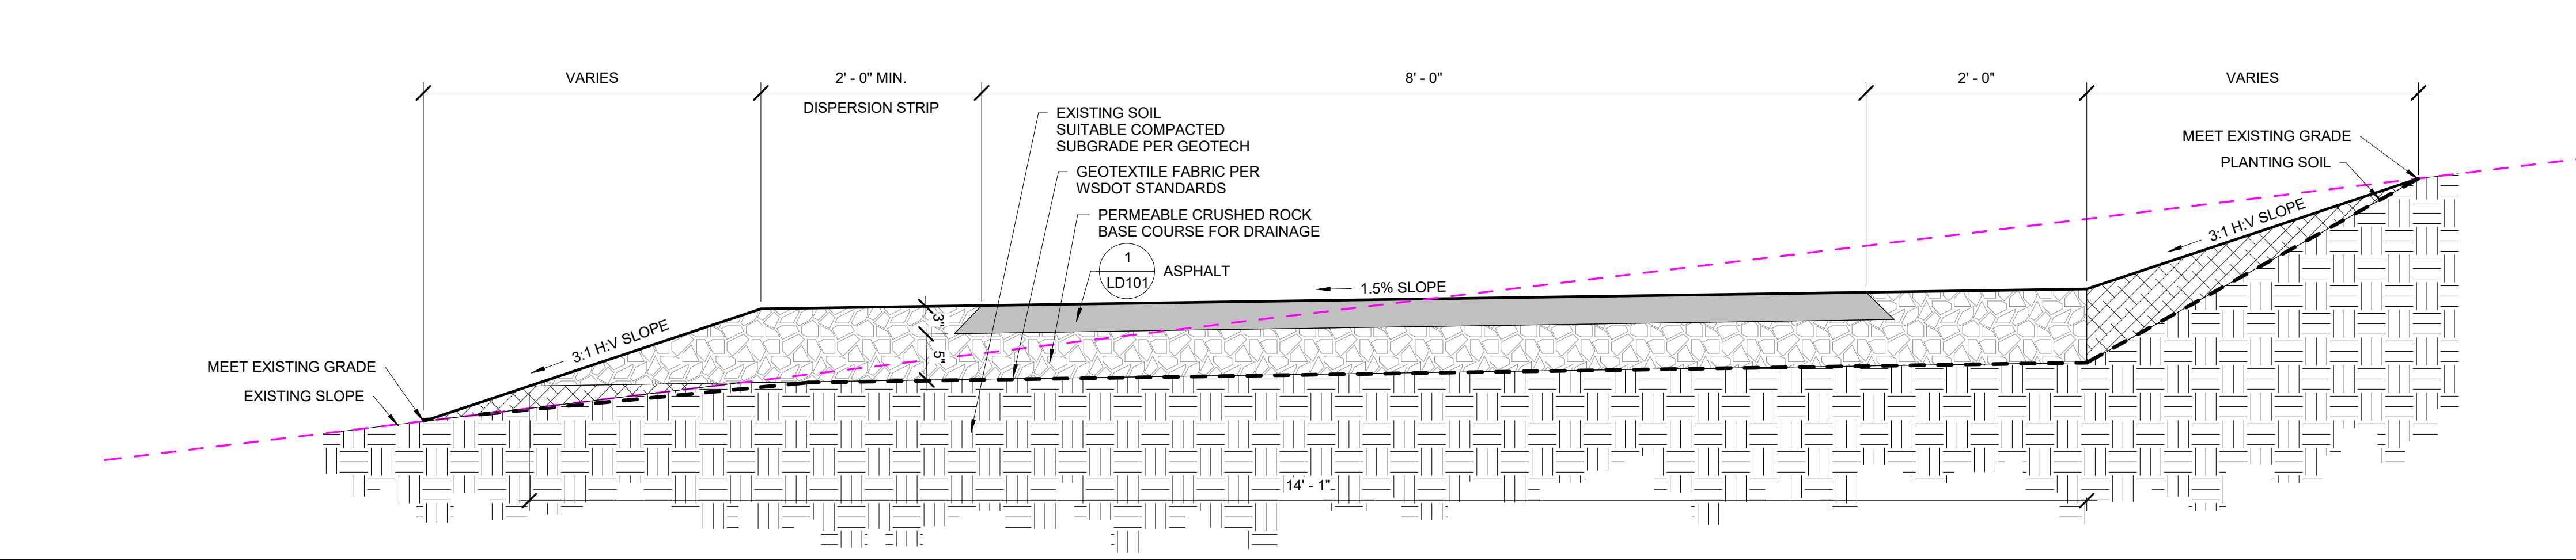 VARIES
2' - 0" MIN.
8' - 0"
2' - 0"
VARIES
DISPERSION STRIP
EXISTING SOIL
SUITABLE COMPACTED
SUBGRADE PER GEOTECH
GEOTEXTILE FABRIC PER
WSDOT STANDARDS
PERMEABLE CRUSHED ROCK
BASE COURSE FOR DRAINAGE
1
LD101
ASPHALT
MEET EXISTING GRADE
PLANTING SOIL
3:1 H:V SLOPE
1.5% SLOPE
3"
5"
3:1 H:V SLOPE
MEET EXISTING GRADE
EXISTING SLOPE
14' - 1"